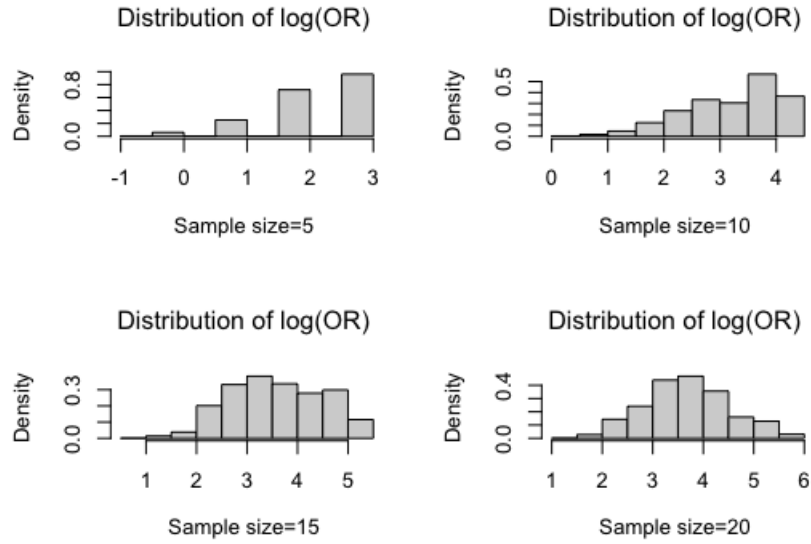 Distribution of log(OR)
Density
0.0 0.8
-1 0 1 2 3
Sample size=5
Distribution of log(OR)
Density
0.0 0.5
0 1 2 3 4
Sample size=10
Distribution of log(OR)
Density
0.0 0.3
1 2 3 4 5
Sample size=15
Distribution of log(OR)
Density
0.0 0.4
1 2 3 4 5 6
Sample size=20